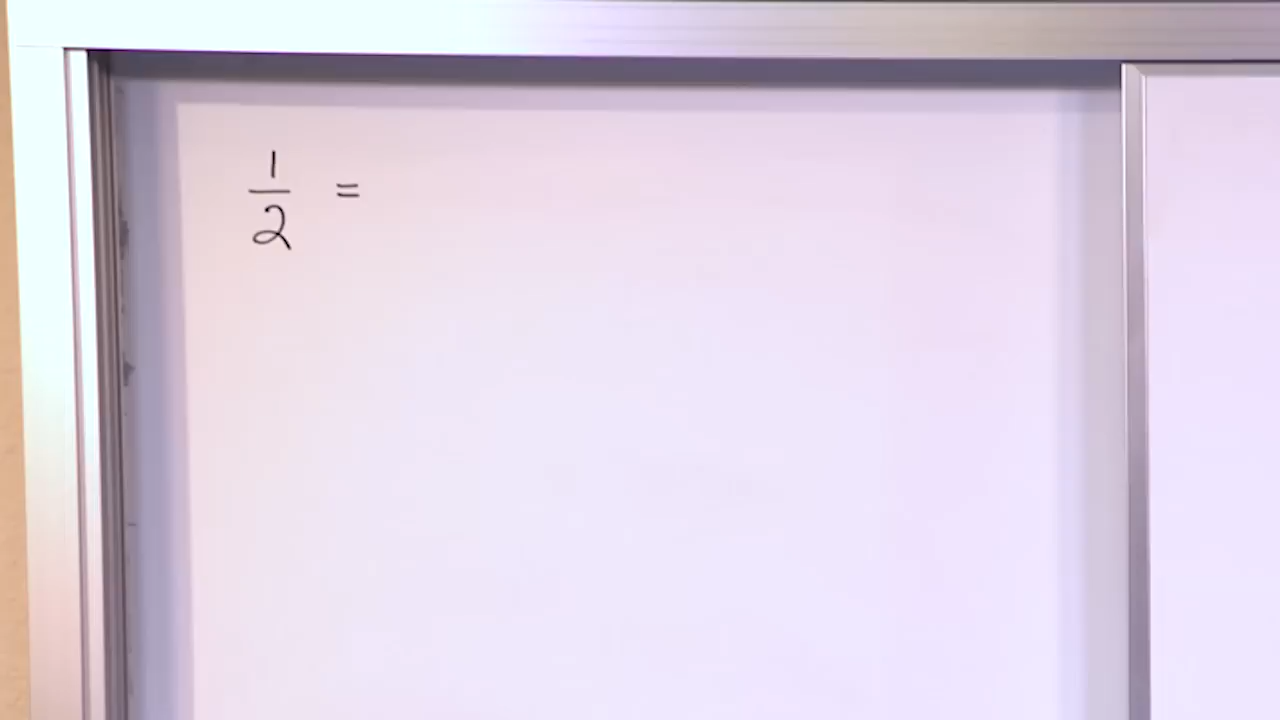 1/2 =